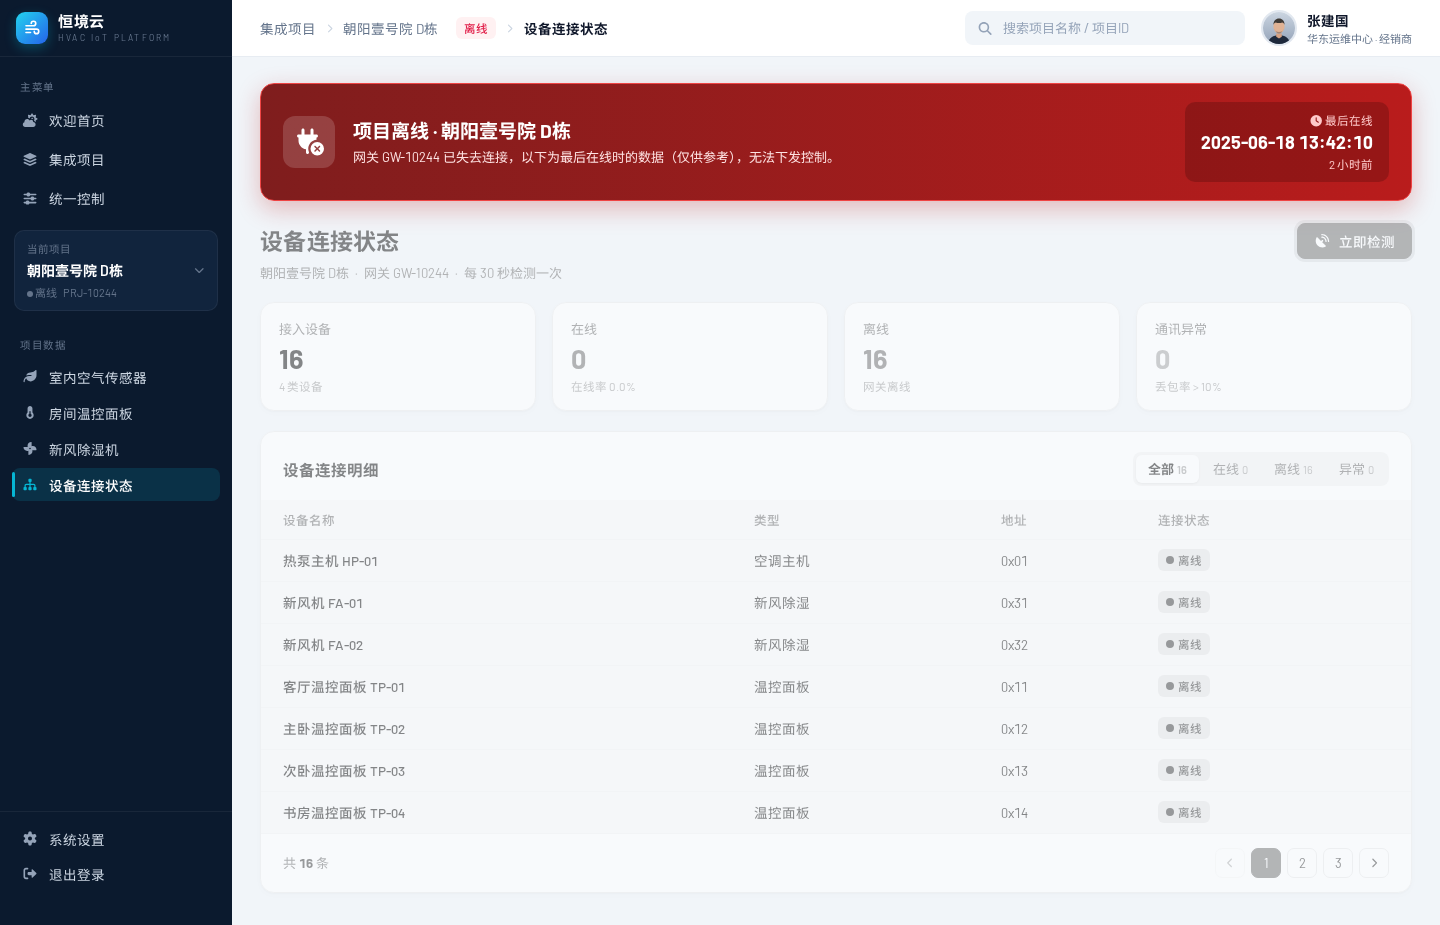 恒境云
HVAC IoT PLATFORM
集成项目
朝阳壹号院 D栋
离线
设备连接状态
搜索项目名称 / 项目ID
张建国
华东运维中心 · 经销商
主菜单
欢迎首页
集成项目
统一控制
当前项目
朝阳壹号院 D栋
离线 PRJ-10244
项目数据
室内空气传感器
房间温控面板
新风除湿机
设备连接状态
系统设置
退出登录
项目离线 · 朝阳壹号院 D栋
网关 GW-10244 已失去连接，以下为最后在线时的数据（仅供参考），无法下发控制。
最后在线
2025-06-18 13:42:10
2 小时前
设备连接状态
朝阳壹号院 D栋 · 网关 GW-10244 · 每 30 秒检测一次
立即检测
接入设备
16
4 类设备
在线
0
在线率 0.0%
离线
16
网关离线
通讯异常
0
丢包率 > 10%
设备连接明细
全部 16 在线 0 离线 16 异常 0
设备名称 类型 地址 连接状态
热泵主机 HP-01 空调主机 0x01 离线
新风机 FA-01 新风除湿 0x31 离线
新风机 FA-02 新风除湿 0x32 离线
客厅温控面板 TP-01 温控面板 0x11 离线
主卧温控面板 TP-02 温控面板 0x12 离线
次卧温控面板 TP-03 温控面板 0x13 离线
书房温控面板 TP-04 温控面板 0x14 离线
共 16 条
1 2 3